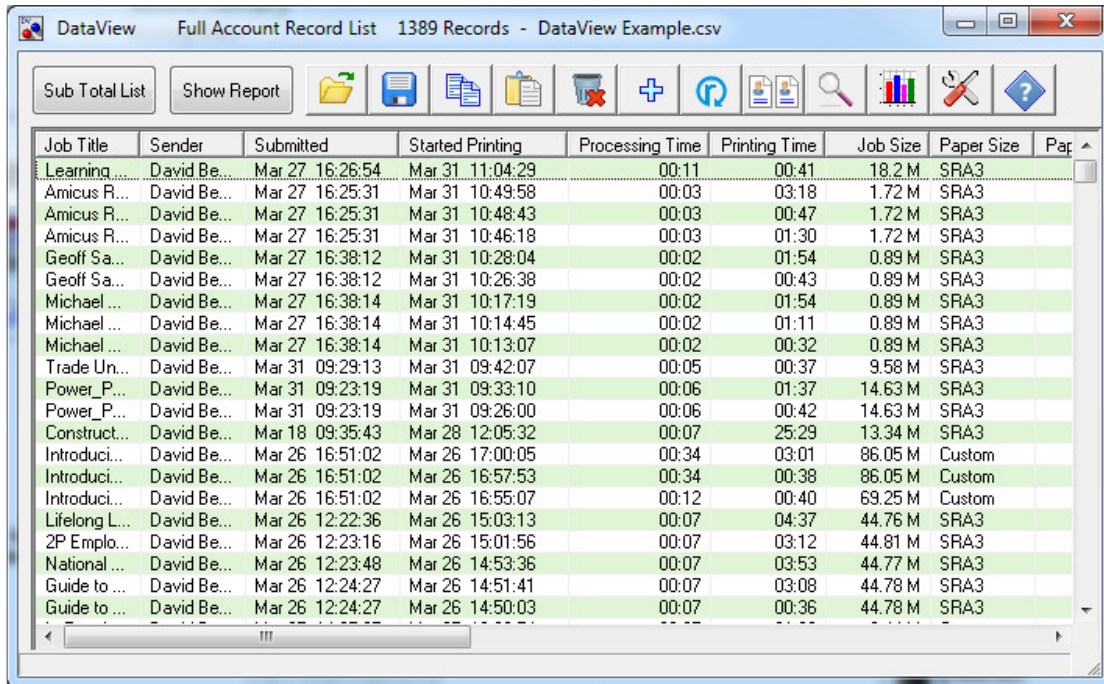 DataView Full Account Record List 1389 Records - DataView Example.csv
Sub Total List Show Report
Job Title Sender Submitted Started Printing Processing Time Printing Time Job Size Paper Size Pap
Learning ... David Be... Mar 27 16:26:54 Mar 31 11:04:29 00:11 00:41 18.2 M SRA3
Amicus R... David Be... Mar 27 16:25:31 Mar 31 10:49:58 00:03 03:18 1.72 M SRA3
Amicus R... David Be... Mar 27 16:25:31 Mar 31 10:48:43 00:03 00:47 1.72 M SRA3
Amicus R... David Be... Mar 27 16:25:31 Mar 31 10:46:18 00:03 01:30 1.72 M SRA3
Geoff Sa... David Be... Mar 27 16:38:12 Mar 31 10:28:04 00:02 01:54 0.89 M SRA3
Geoff Sa... David Be... Mar 27 16:38:12 Mar 31 10:26:38 00:02 00:43 0.89 M SRA3
Michael ... David Be... Mar 27 16:38:14 Mar 31 10:17:19 00:02 01:54 0.89 M SRA3
Michael ... David Be... Mar 27 16:38:14 Mar 31 10:14:45 00:02 01:11 0.89 M SRA3
Michael ... David Be... Mar 27 16:38:14 Mar 31 10:13:07 00:02 00:32 0.89 M SRA3
Trade Un... David Be... Mar 31 09:29:13 Mar 31 09:42:07 00:05 00:37 9.58 M SRA3
Power_P... David Be... Mar 31 09:23:19 Mar 31 09:33:10 00:06 01:37 14.63 M SRA3
Power_P... David Be... Mar 31 09:23:19 Mar 31 09:26:00 00:06 00:42 14.63 M SRA3
Construct... David Be... Mar 18 09:35:43 Mar 28 12:05:32 00:07 25:29 13.34 M SRA3
Introduci... David Be... Mar 26 16:51:02 Mar 26 17:00:05 00:34 03:01 86.05 M Custom
Introduci... David Be... Mar 26 16:51:02 Mar 26 16:57:53 00:34 00:38 86.05 M Custom
Introduci... David Be... Mar 26 16:51:02 Mar 26 16:55:07 00:12 00:40 69.25 M Custom
Lifelong L... David Be... Mar 26 12:22:36 Mar 26 15:03:13 00:07 04:37 44.76 M SRA3
2P Emplo... David Be... Mar 26 12:23:16 Mar 26 15:01:56 00:07 03:12 44.81 M SRA3
National ... David Be... Mar 26 12:23:48 Mar 26 14:53:36 00:07 03:53 44.77 M SRA3
Guide to ... David Be... Mar 26 12:24:27 Mar 26 14:51:41 00:07 03:08 44.78 M SRA3
Guide to ... David Be... Mar 26 12:24:27 Mar 26 14:50:03 00:07 00:36 44.78 M SRA3